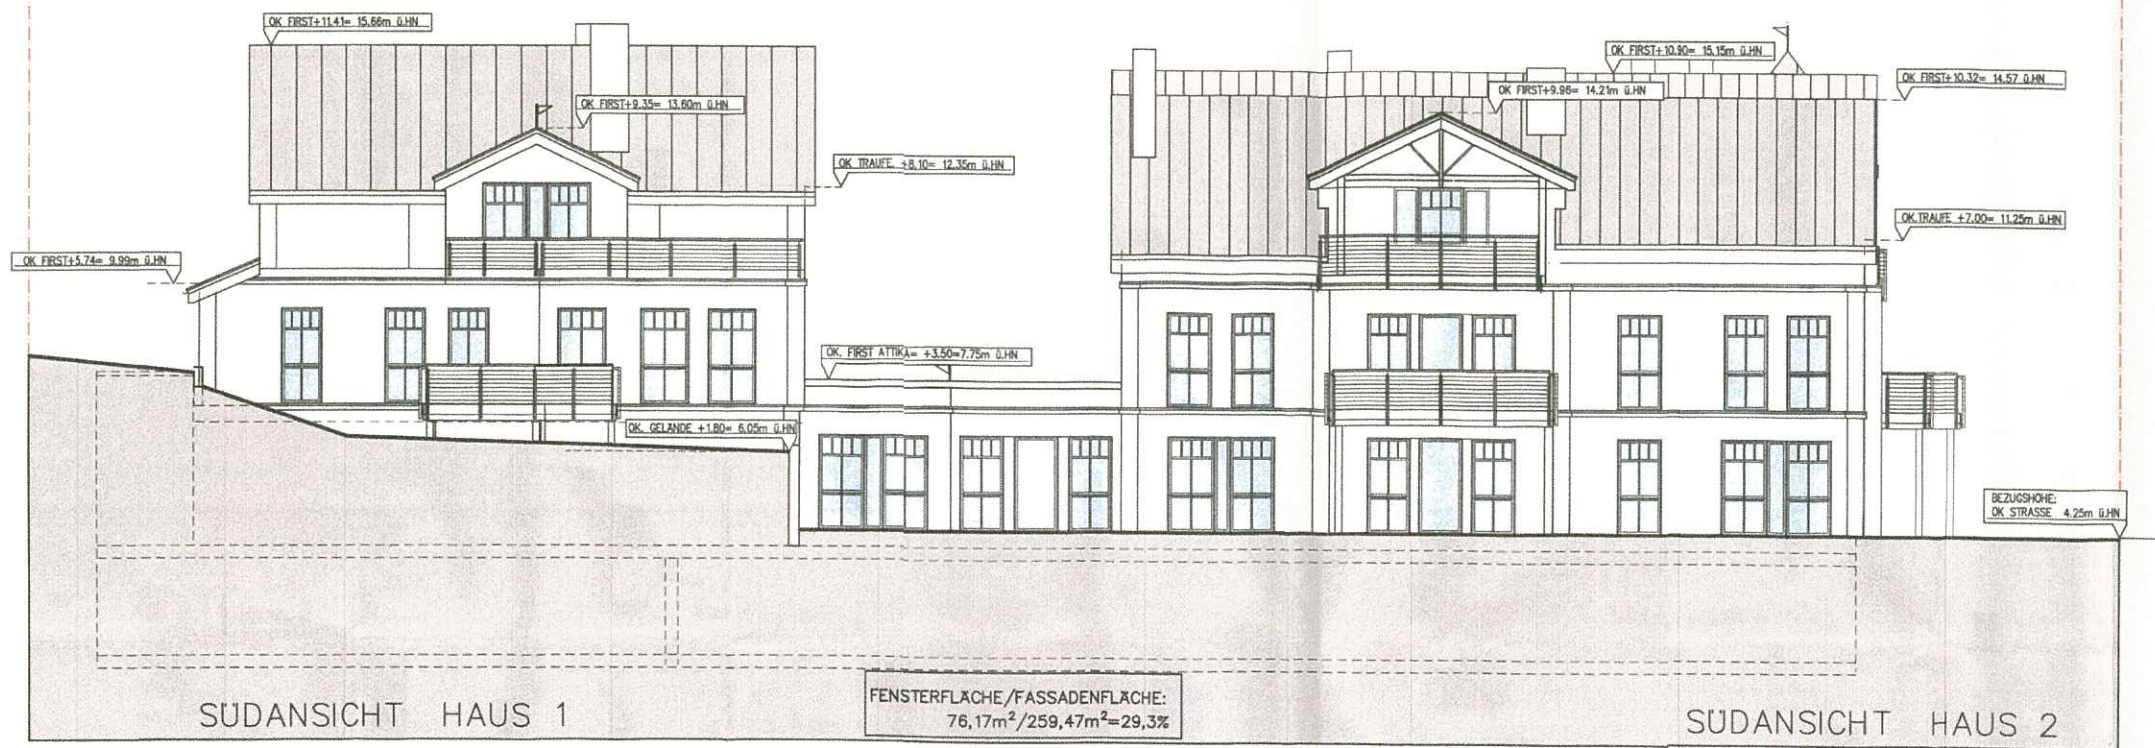 OK FIRST+11.41= 15.66m ü.HN
OK FIRST+9.35= 13.60m ü.HN
OK TRAUFE +8.10= 12.35m ü.HN
OK FIRST+5.74= 9.99m ü.HN
OK. FIRST ATTIKA= +3.50=7.75m ü.HN
OK. GELÄNDE +1.80= 6.05m ü.HN
OK FIRST+10.90= 15.15m ü.HN
OK FIRST+9.96= 14.21m ü.HN
OK FIRST+10.32= 14.57 ü.HN
OK.TRAUFE +7.00= 11.25m ü.HN
BEZUGSHÖHE:
OK STRASSE 4.25m ü.HN
SÜDANSICHT HAUS 1
FENSTERFLÄCHE/FASSADENFLÄCHE:
76,17m²/259,47m²=29,3%
SÜDANSICHT HAUS 2